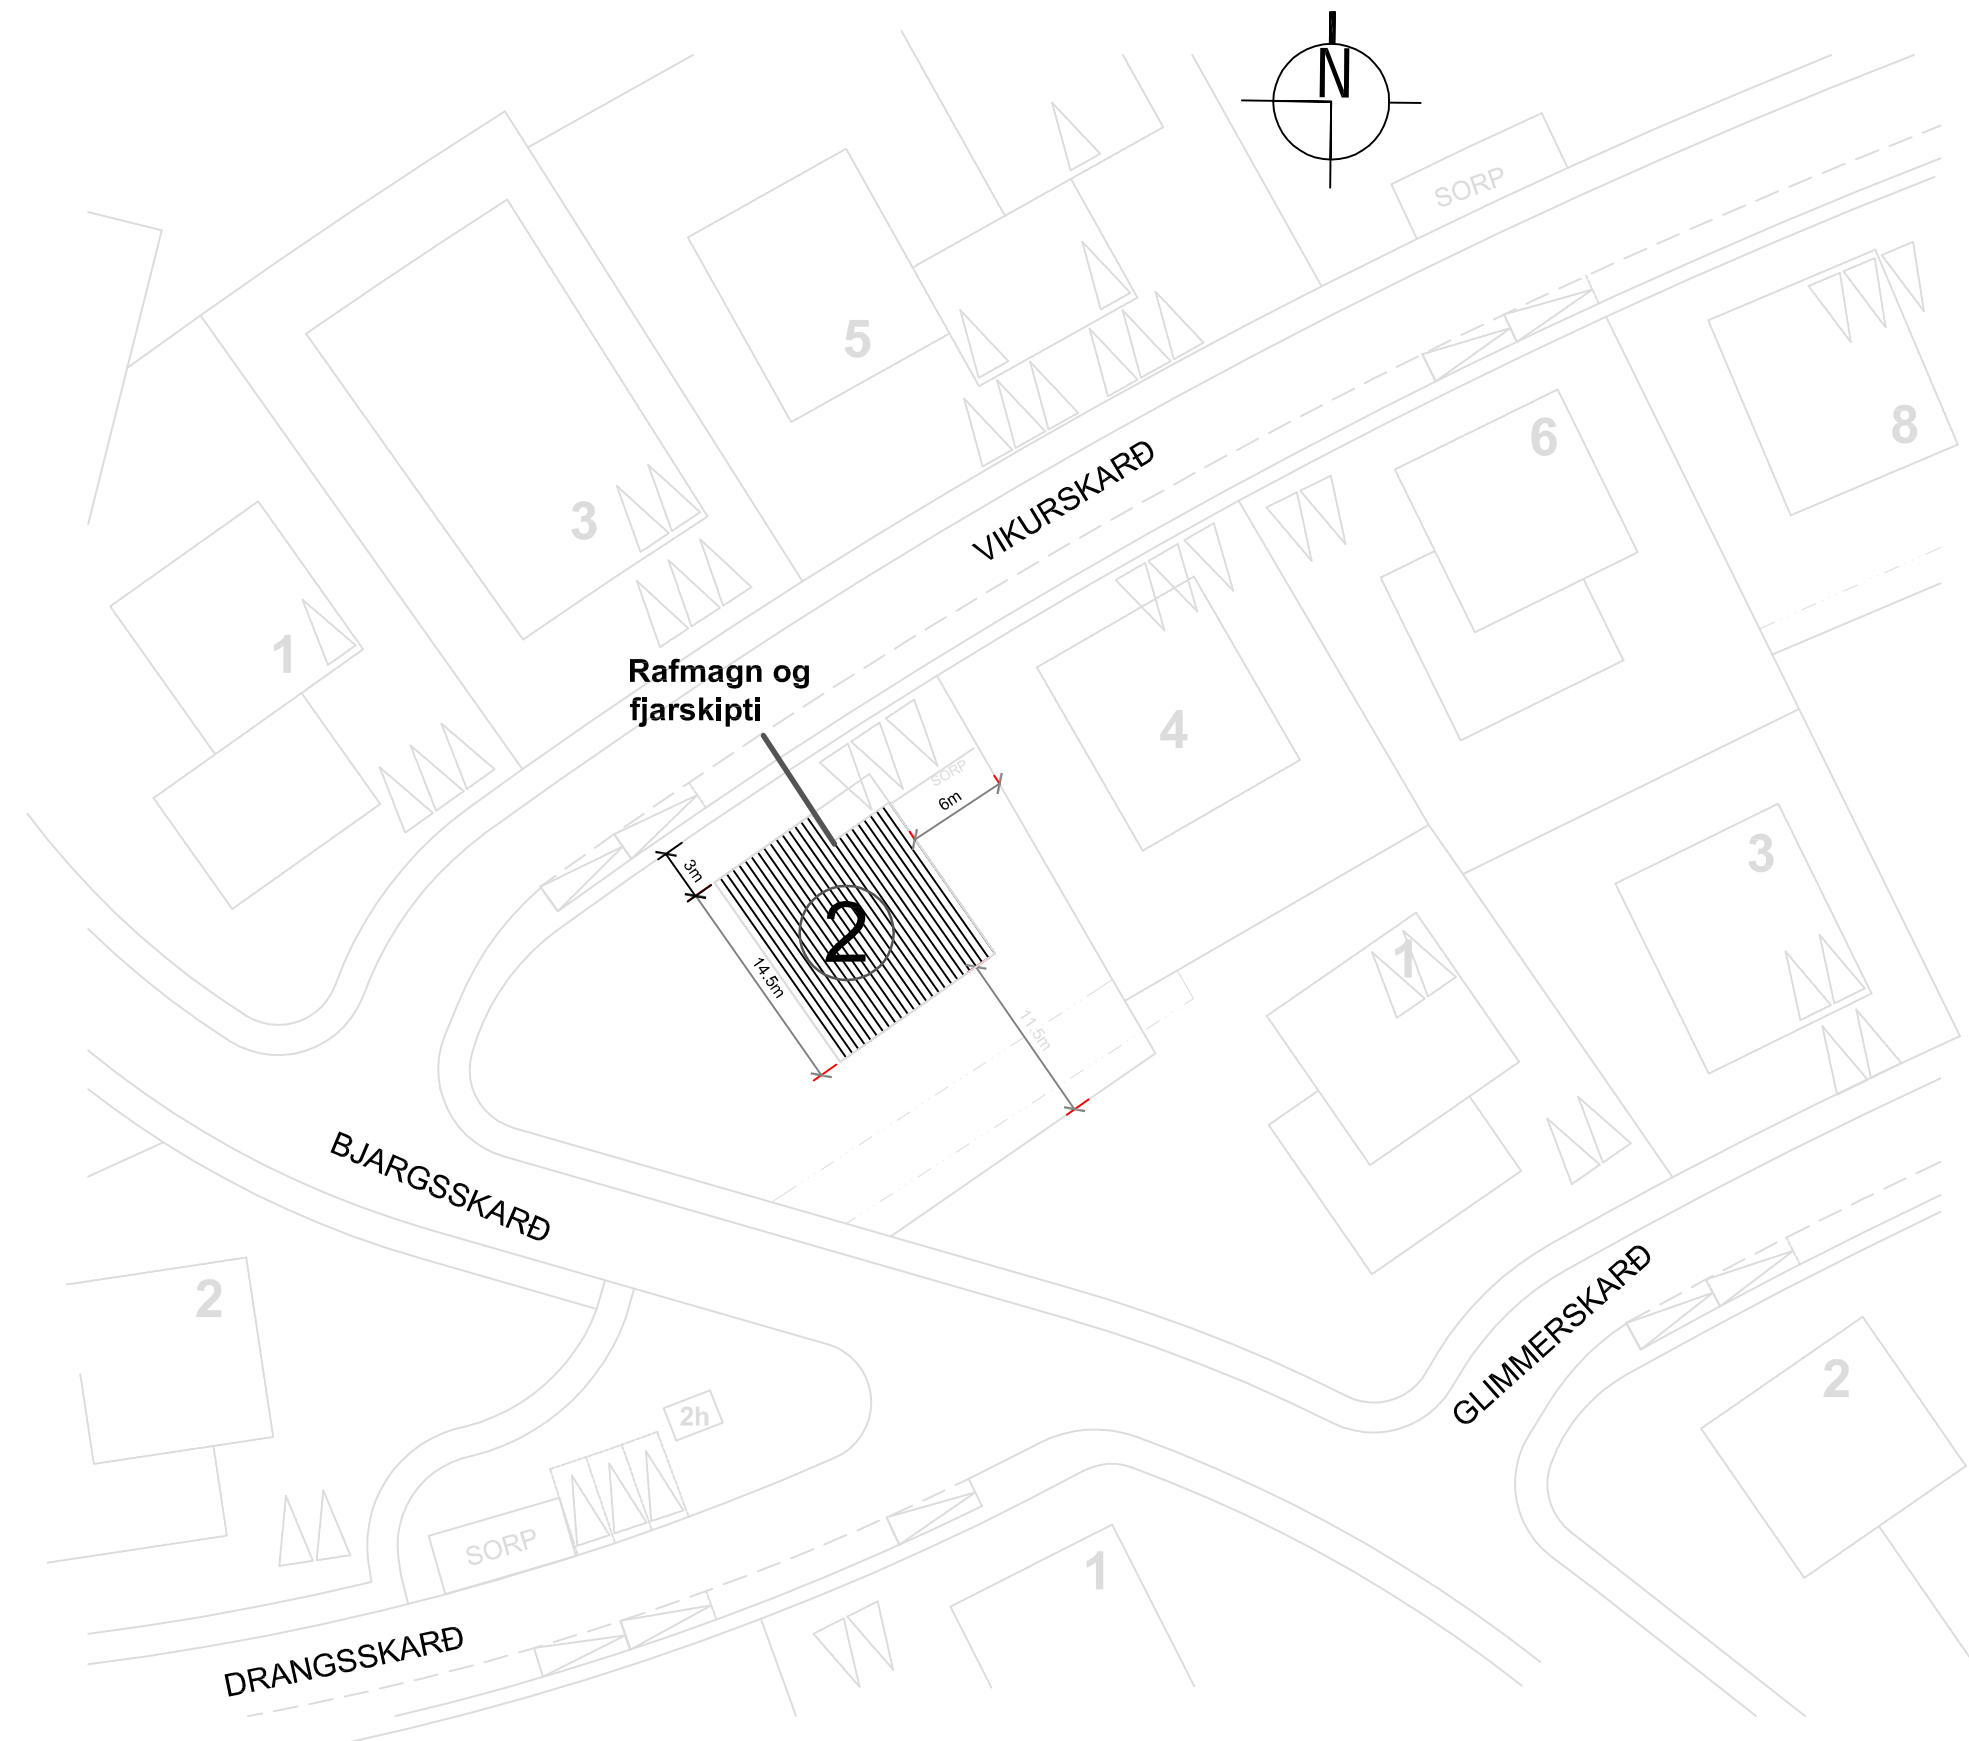 N
SORP
5
8
6
VIKURSKARÐ
3
1
Rafmagn og
fjarskipti
4
SORP
6m
3m
2
14.5m
11.5m
3
1
BJARGSSKARÐ
2
GLIMMERSKARÐ
2
2h
SORP
1
DRANGSSKARÐ